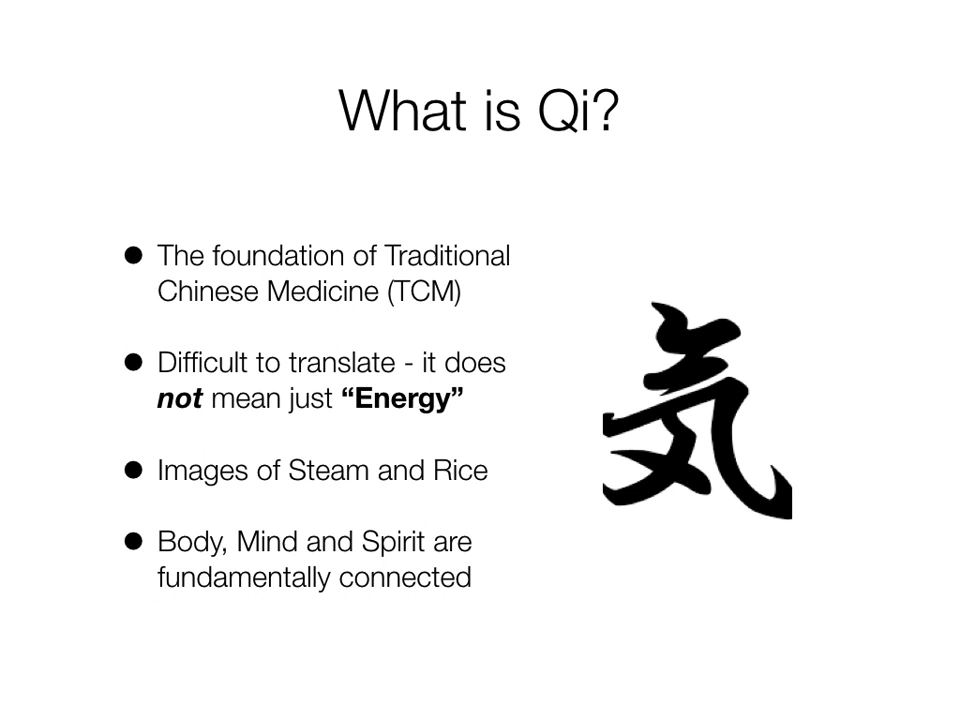 What is Qi?
• The foundation of Traditional
Chinese Medicine (TCM)
• Difficult to translate - it does
not mean just “Energy”
• Images of Steam and Rice
• Body, Mind and Spirit are
fundamentally connected
気